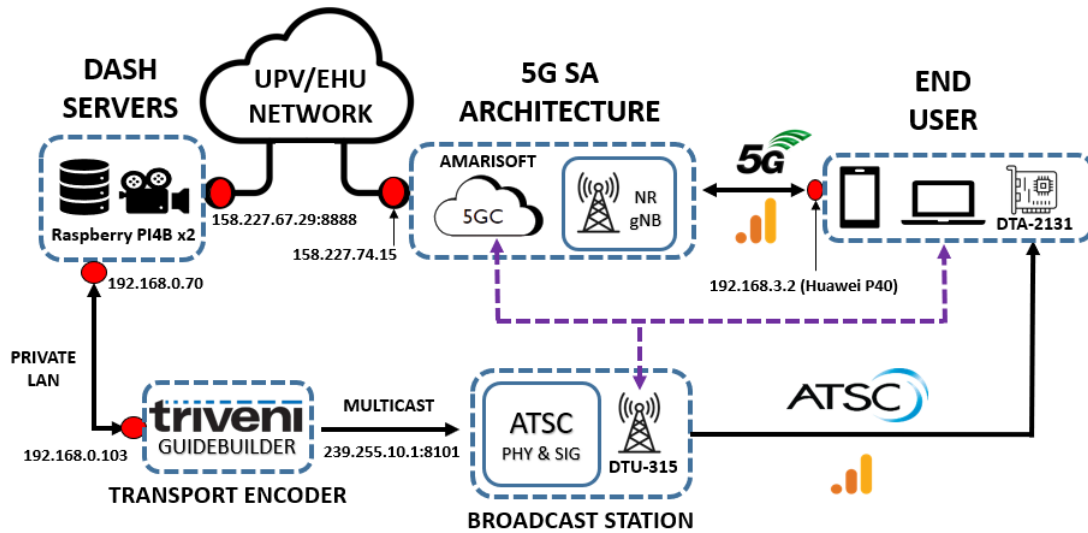 DASH
SERVERS
UPV/EHU
NETWORK
5G SA
ARCHITECTURE
END
USER
Raspberry PI4B x2
158.227.67.29:8888
AMARISOFT
5GC
NR
gNB
158.227.74.15
5G
DTA-2131
192.168.3.2 (Huawei P40)
192.168.0.70
PRIVATE
LAN
192.168.0.103
triveni
GUIDEBUILDER
TRANSPORT ENCODER
MULTICAST
239.255.10.1:8101
ATSC
PHY & SIG
DTU-315
BROADCAST STATION
ATSC